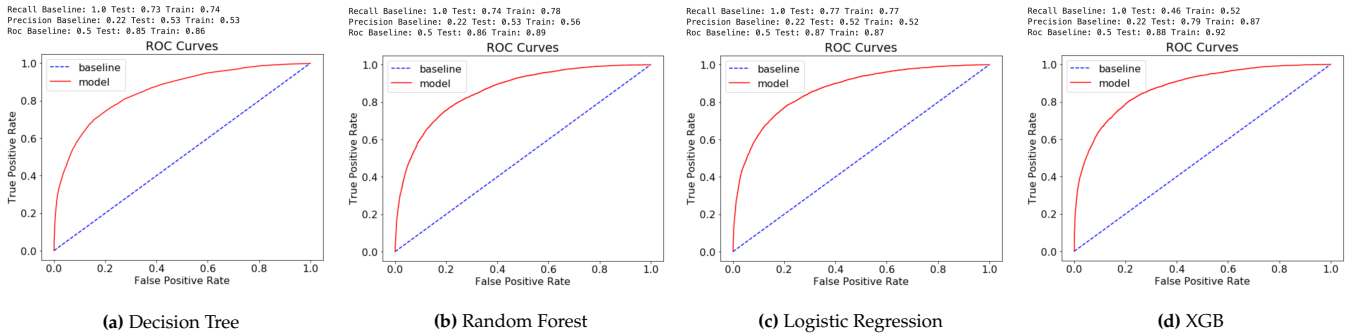 Recall Baseline: 1.0 Test: 0.73 Train: 0.74
Precision Baseline: 0.22 Test: 0.53 Train: 0.53
Roc Baseline: 0.5 Test: 0.85 Train: 0.86
ROC Curves
baseline
model
True Positive Rate
1.0
0.8
0.6
0.4
0.2
0.0
0.0 0.2 0.4 0.6 0.8 1.0
False Positive Rate
(a) Decision Tree
Recall Baseline: 1.0 Test: 0.74 Train: 0.78
Precision Baseline: 0.22 Test: 0.53 Train: 0.56
Roc Baseline: 0.5 Test: 0.86 Train: 0.89
ROC Curves
baseline
model
True Positive Rate
1.0
0.8
0.6
0.4
0.2
0.0
0.0 0.2 0.4 0.6 0.8 1.0
False Positive Rate
(b) Random Forest
Recall Baseline: 1.0 Test: 0.77 Train: 0.77
Precision Baseline: 0.22 Test: 0.52 Train: 0.52
Roc Baseline: 0.5 Test: 0.87 Train: 0.87
ROC Curves
baseline
model
True Positive Rate
1.0
0.8
0.6
0.4
0.2
0.0
0.0 0.2 0.4 0.6 0.8 1.0
False Positive Rate
(c) Logistic Regression
Recall Baseline: 1.0 Test: 0.46 Train: 0.52
Precision Baseline: 0.22 Test: 0.79 Train: 0.87
Roc Baseline: 0.5 Test: 0.88 Train: 0.92
ROC Curves
baseline
model
True Positive Rate
1.0
0.8
0.6
0.4
0.2
0.0
0.0 0.2 0.4 0.6 0.8 1.0
False Positive Rate
(d) XGB